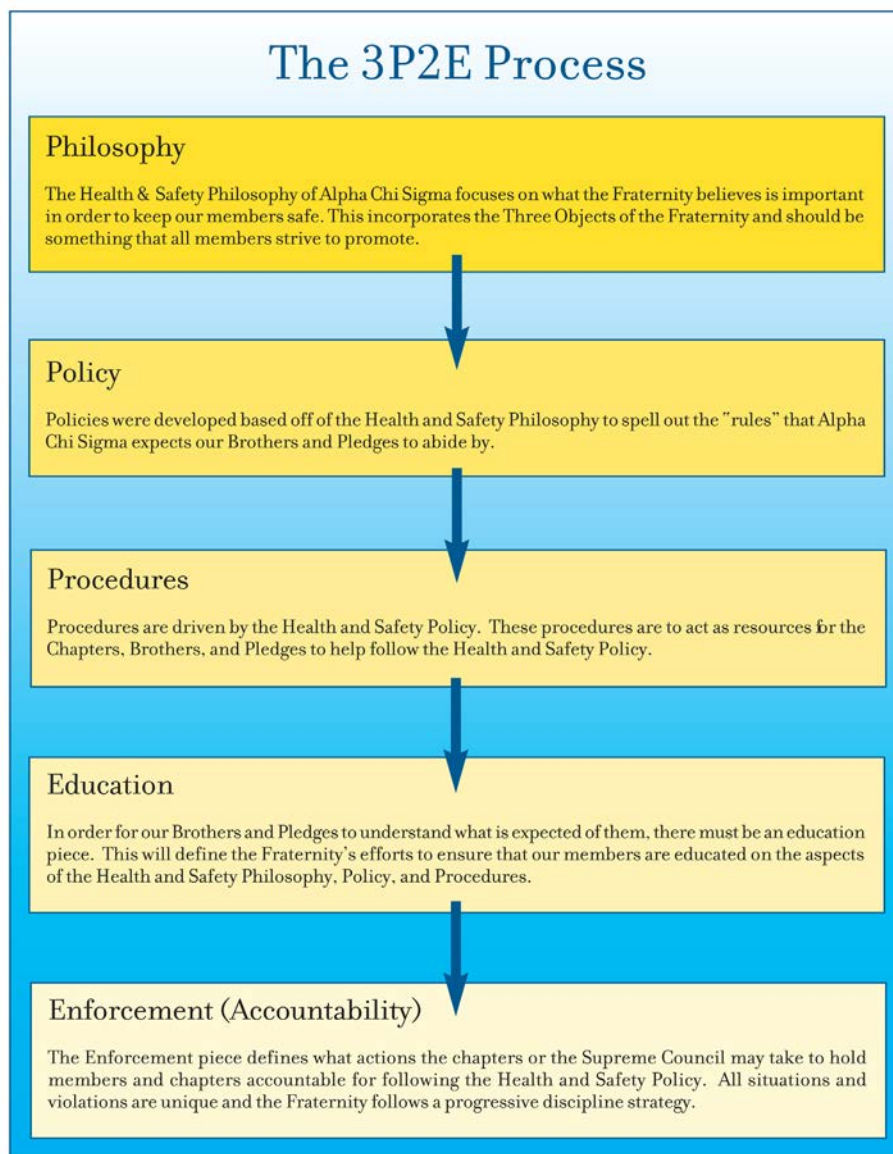 The 3P2E Process
Philosophy
The Health & Safety Philosophy of Alpha Chi Sigma focuses on what the Fraternity believes is important
in order to keep our members safe. This incorporates the Three Objects of the Fraternity and should be
something that all members strive to promote.
Policy
Policies were developed based off of the Health and Safety Philosophy to spell out the "rules" that Alpha
Chi Sigma expects our Brothers and Pledges to abide by.
Procedures
Procedures are driven by the Health and Safety Policy. These procedures are to act as resources for the
Chapters, Brothers, and Pledges to help follow the Health and Safety Policy.
Education
In order for our Brothers and Pledges to understand what is expected of them, there must be an education
piece. This will define the Fraternity's efforts to ensure that our members are educated on the aspects
of the Health and Safety Philosophy, Policy, and Procedures.
Enforcement (Accountability)
The Enforcement piece defines what actions the chapters or the Supreme Council may take to hold
members and chapters accountable for following the Health and Safety Policy. All situations and
violations are unique and the Fraternity follows a progressive discipline strategy.